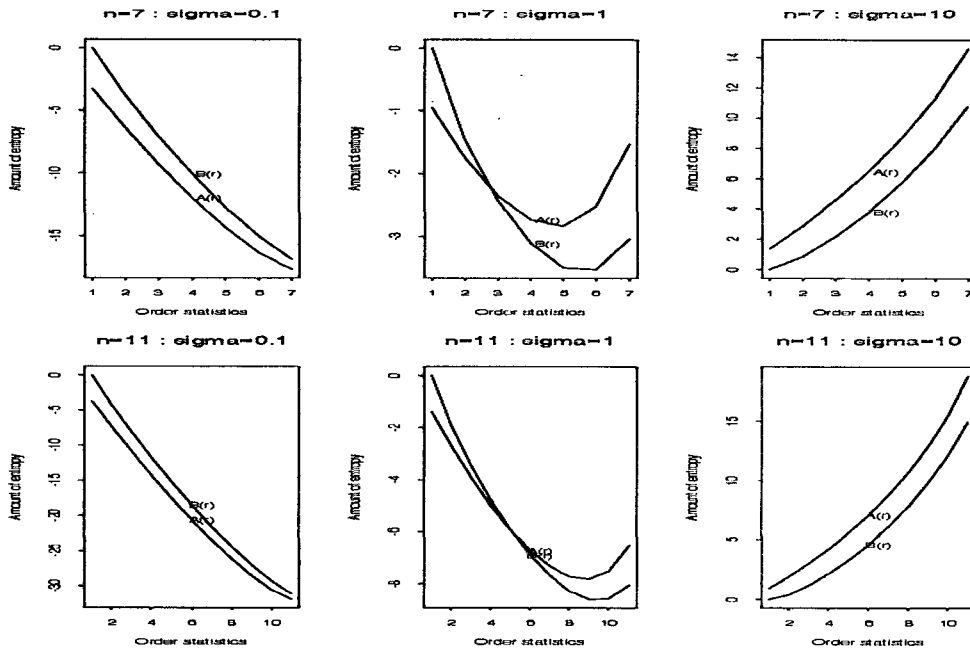 n=7 : sigma=0.1
n=7 : sigma=1
n=7 : sigma=10
Amount of entropy
0
-5
-10
-15
B(r)
A(r)
1 2 3 4 5 6 7
Order statistics
Amount of entropy
0
-1
-2
-3
A(r)
B(r)
1 2 3 4 5 6 7
Order statistics
Amount of entropy
14
12
10
8
6
4
2
0
A(r)
B(r)
1 2 3 4 5 6 7
Order statistics
n=11 : sigma=0.1
n=11 : sigma=1
n=11 : sigma=10
Amount of entropy
0
-5
-10
-15
-20
-25
-30
B(r)
A(r)
2 4 6 8 10
Order statistics
Amount of entropy
0
-2
-4
-6
-8
A(r)
B(r)
2 4 6 8 10
Order statistics
Amount of entropy
15
10
5
0
A(r)
B(r)
2 4 6 8 10
Order statistics